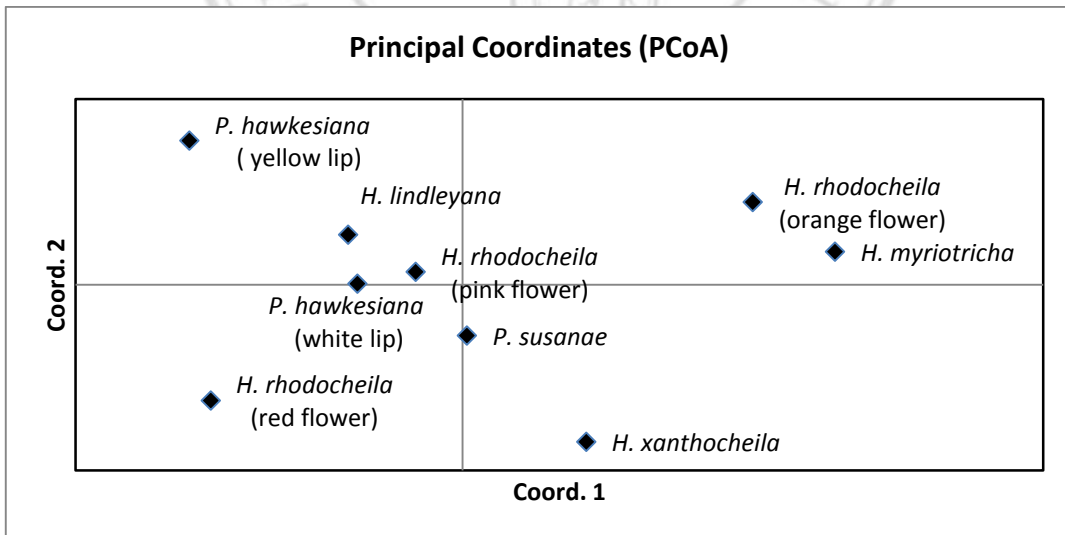 Principal Coordinates (PCoA)
P. hawkesiana
( yellow lip)
H. lindleyana
H. rhodocheila
(orange flower)
H. myriotricha
H. rhodocheila
(pink flower)
P. hawkesiana
(white lip)
P. susanae
H. rhodocheila
(red flower)
H. xanthocheila
Coord. 2
Coord. 1